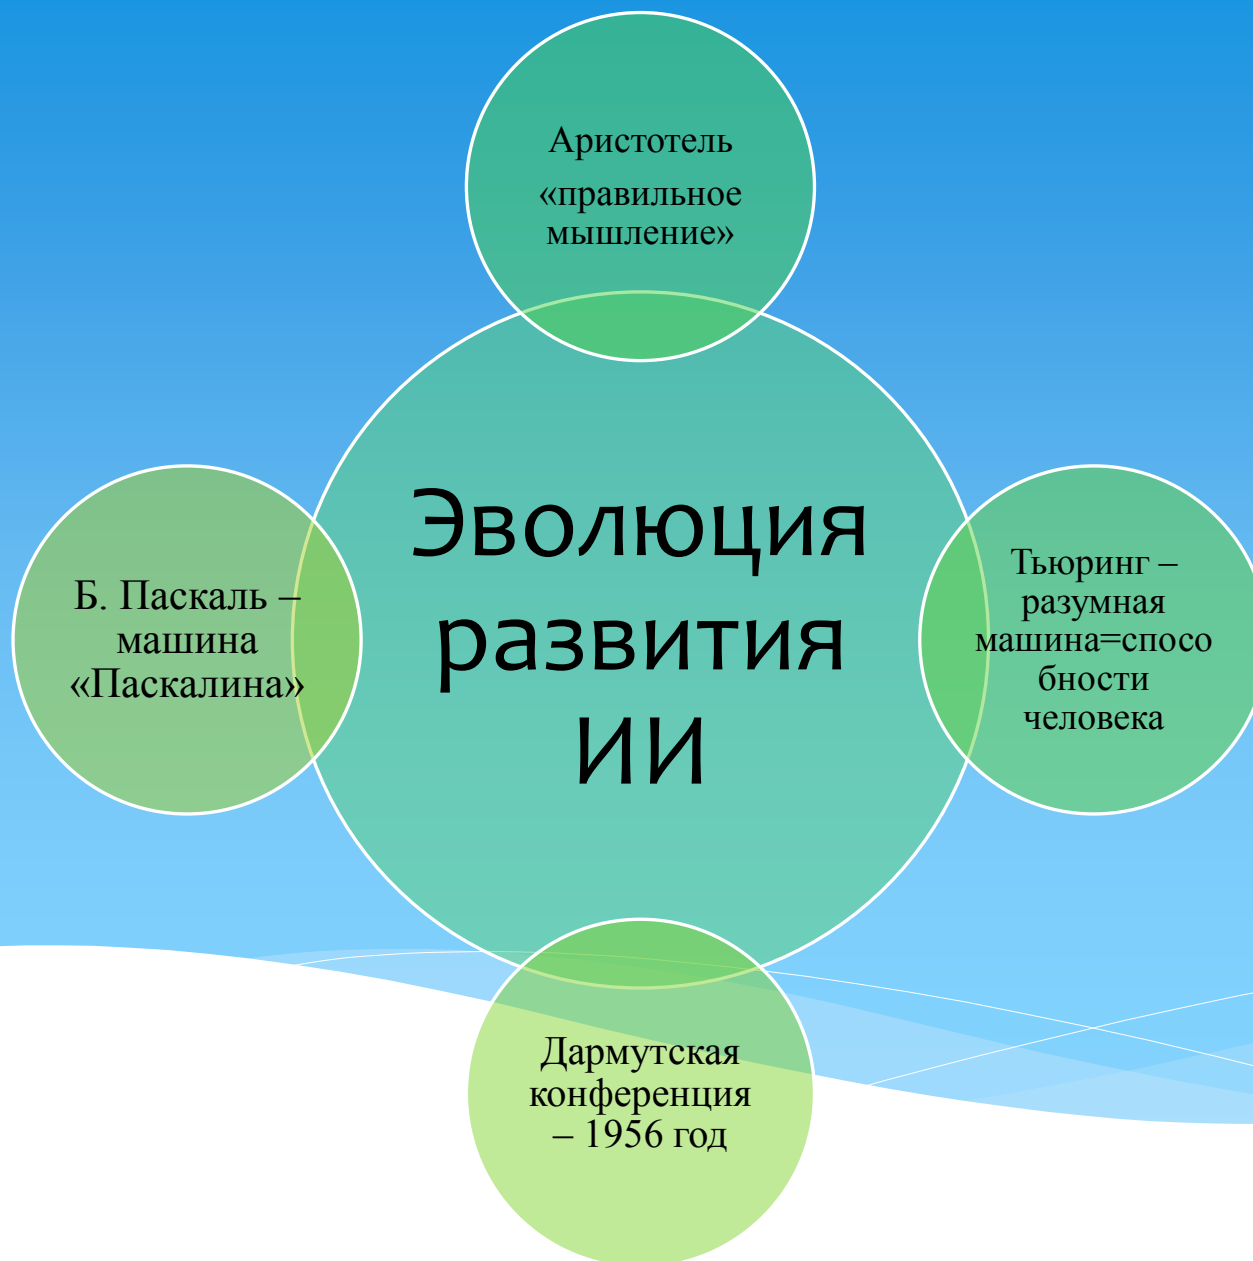 Аристотель
«правильное
мышление»
Эволюция
развития
ИИ
Тьюринг –
разумная
машина=спосо
бности
человека
Дармутская
конференция
– 1956 год
Б. Паскаль –
машина
«Паскалина»